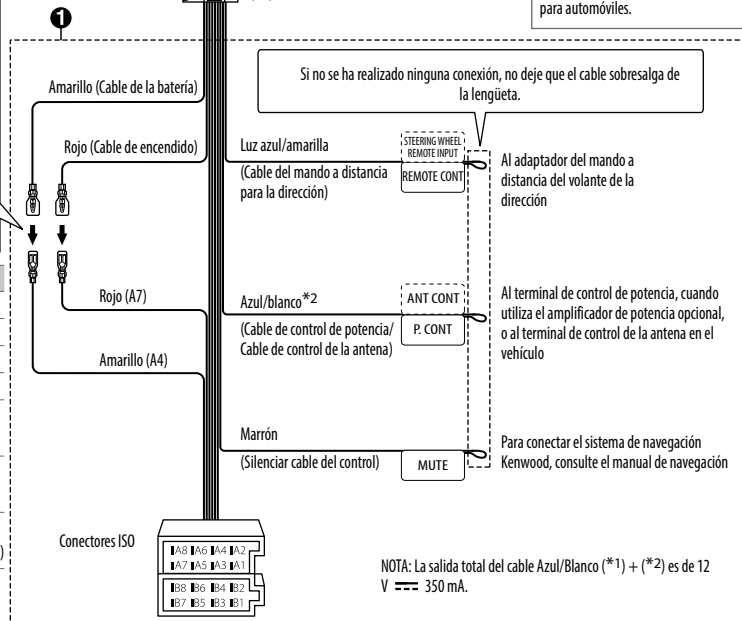 para automóviles.
1
Si no se ha realizado ninguna conexión, no deje que el cable sobresalga de
la lengüeta.
Amarillo (Cable de la batería)
Rojo (Cable de encendido)
Luz azul/amarilla
(Cable del mando a distancia
para la dirección)
STEERING WHEEL
REMOTE INPUT
REMOTE CONT
Al adaptador del mando a
distancia del volante de la
dirección
Rojo (A7)
Amarillo (A4)
Azul/blanco*2
(Cable de control de potencia/
Cable de control de la antena)
ANT CONT
P. CONT
Al terminal de control de potencia, cuando
utiliza el amplificador de potencia opcional,
o al terminal de control de la antena en el
vehículo
Marrón
(Silenciar cable del control)
MUTE
Para conectar el sistema de navegación
Kenwood, consulte el manual de navegación
Conectores ISO
A8 A6 A4 A2
A7 A5 A3 A1
B8 B6 B4 B2
B7 B5 B3 B1
NOTA: La salida total del cable Azul/Blanco (*1) + (*2) es de 12
V ⎓ 350 mA.
)